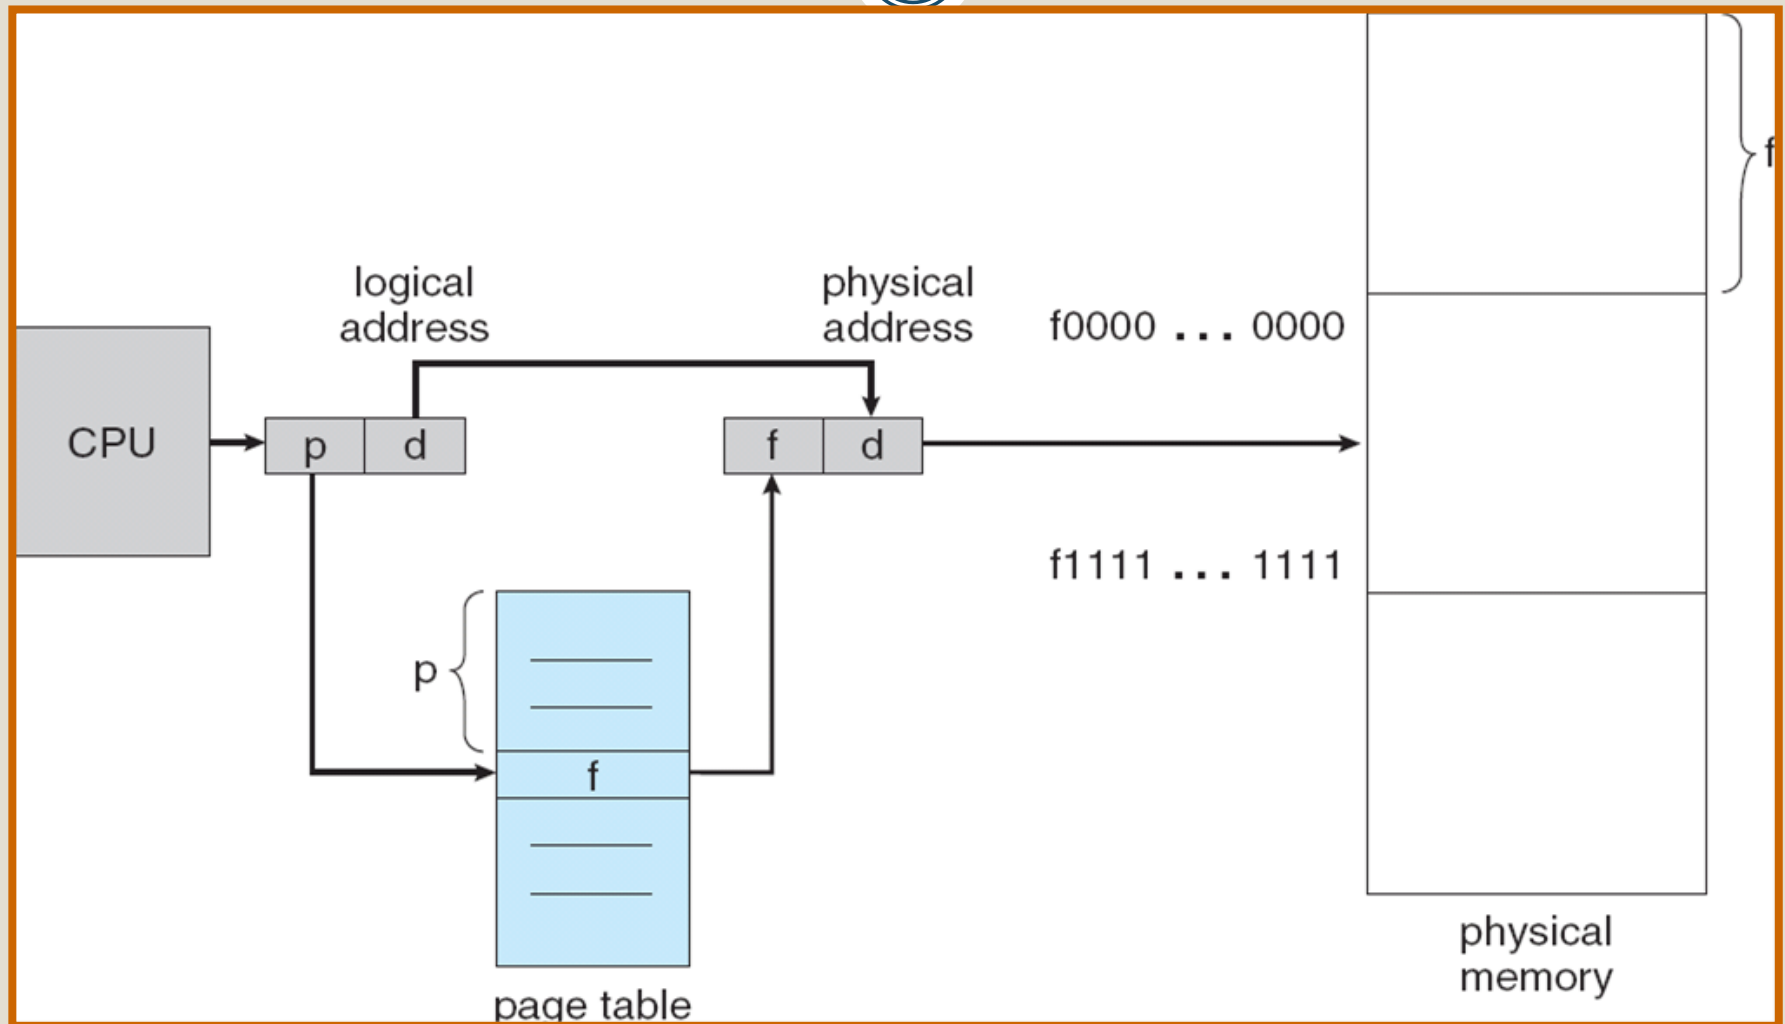 f
logical
address
physical
address
f0000 ... 0000
CPU
p
d
f
d
f1111 ... 1111
p
f
physical
memory
page table